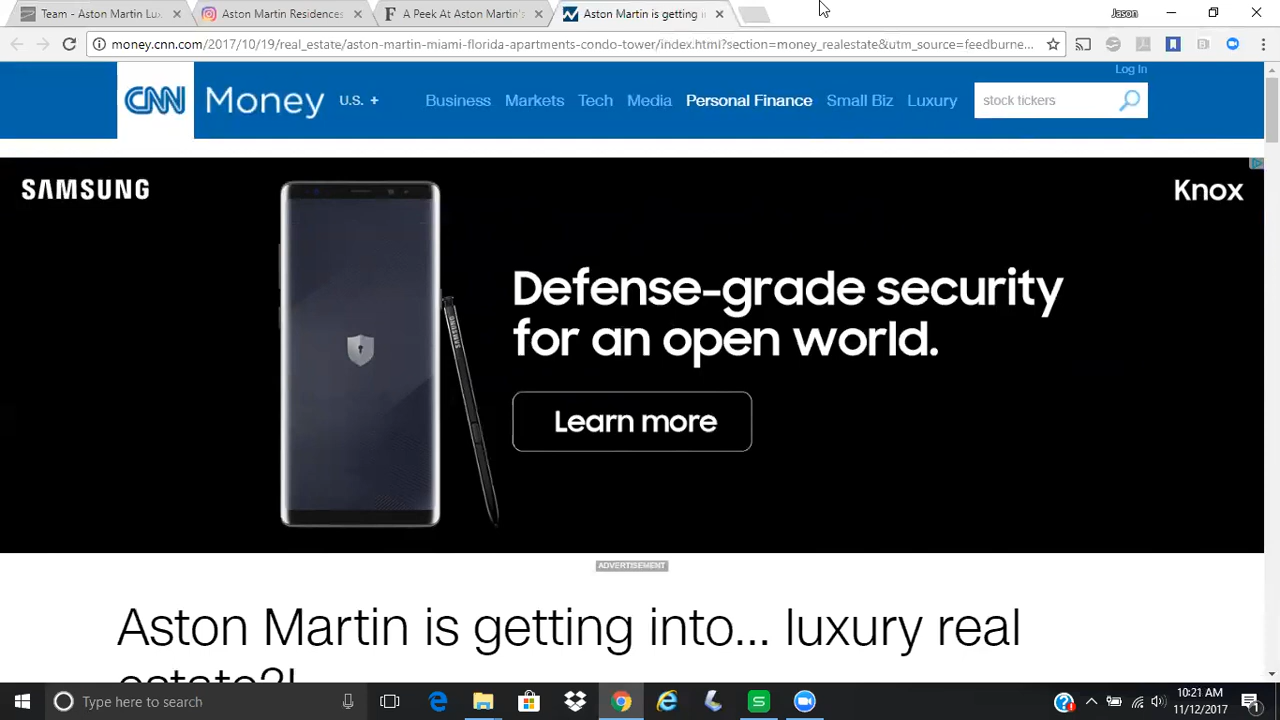 Team - Aston Martin Lu
Aston Martin Residences
A Peek At Aston Martin's
Aston Martin is getting i
Jason
money.cnn.com/2017/10/19/real_estate/aston-martin-miami-florida-apartments-condo-tower/index.html?section=money_realestate&utm_source=feedburne...
Log In
CNN Money
U.S. +
Business
Markets
Tech
Media
Personal Finance
Small Biz
Luxury
stock tickers
SAMSUNG
Knox
Defense-grade security
for an open world.
SAMSUNG
Learn more
ADVERTISEMENT
Aston Martin is getting into... luxury real
estate?!
Type here to search
10:21 AM
11/12/2017